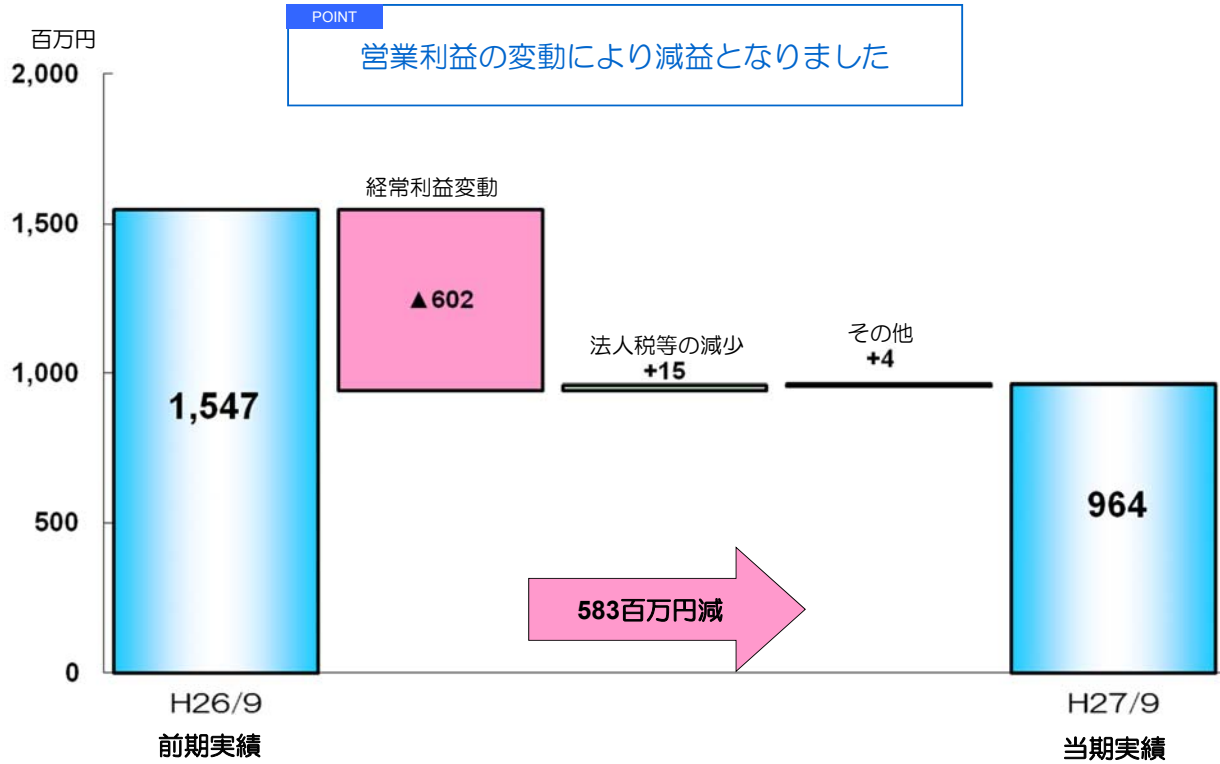 POINT
営業利益の変動により減益となりました
百万円
2,000
1,500
1,000
500
0
経常利益変動
▲602
法人税等の減少
+15
その他
+4
1,547
964
583百万円減
H26/9
前期実績
H27/9
当期実績